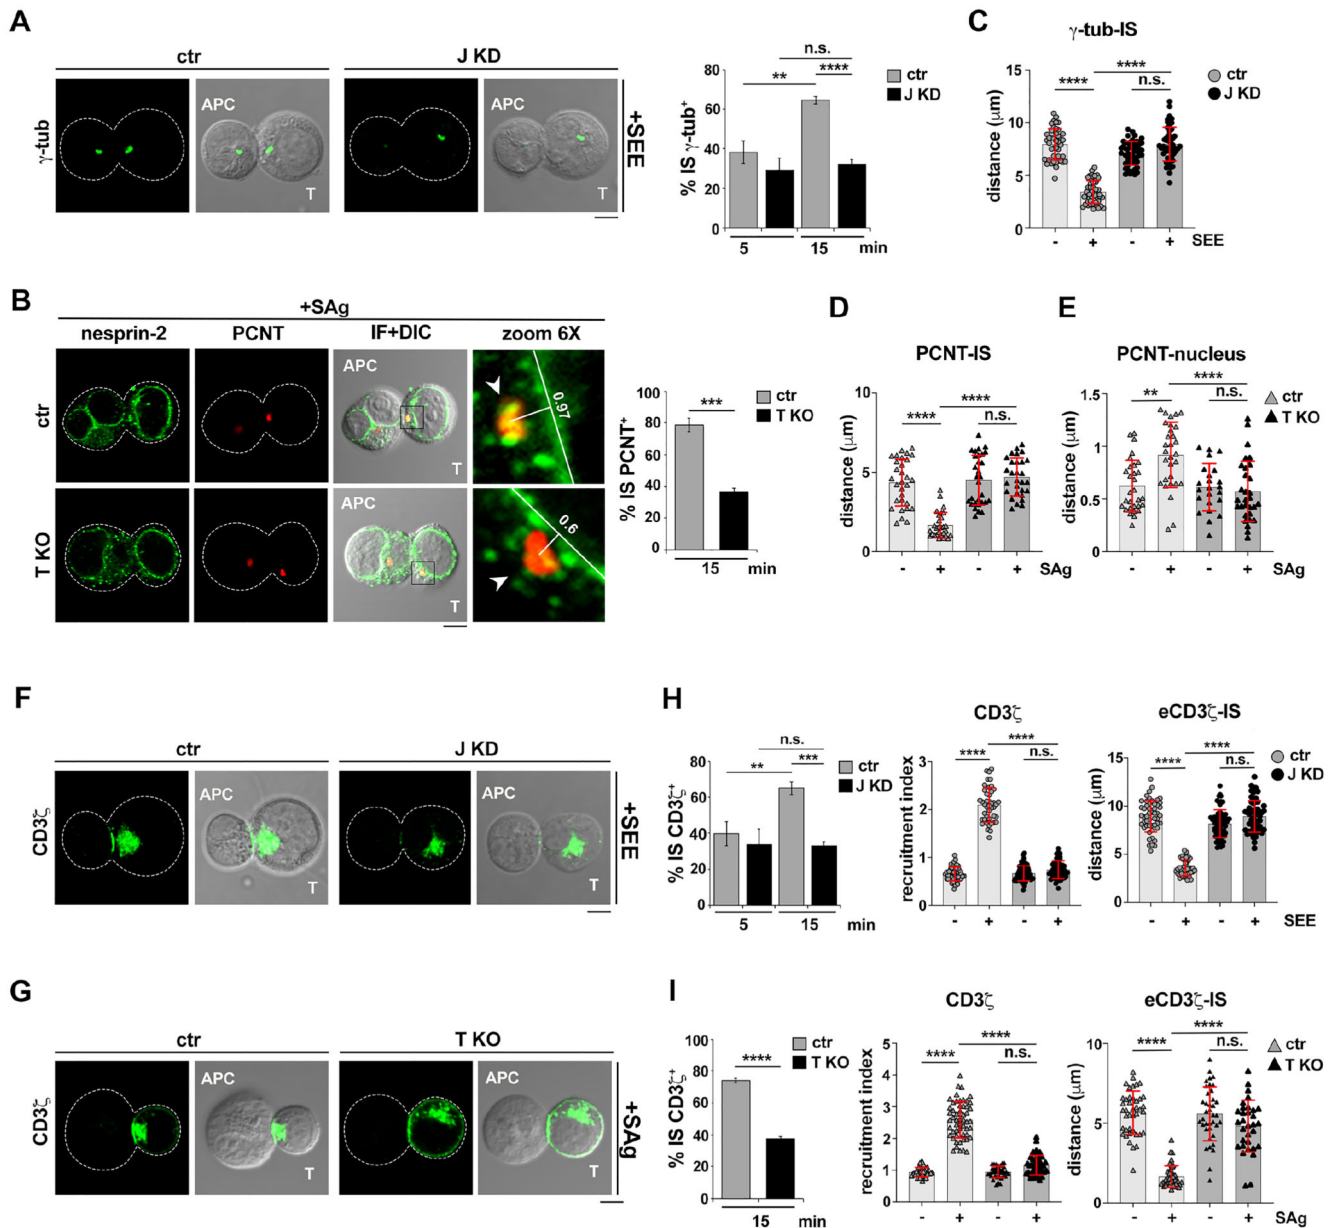 A
ctr
J KD
γ-tub
APC
T
APC
T
+SEE
n.s.
**
****
ctr
J KD
% IS γ-tub⁺
80
60
40
20
0
5
15
min
C
γ-tub-IS
****
****
n.s.
ctr
J KD
distance (μm)
15
10
5
0
-
+
-
+
SEE
B
+SAg
nesprin-2
PCNT
IF+DIC
zoom 6X
ctr
APC
T
0.97
T KO
APC
T
0.6
% IS PCNT⁺
100
80
60
40
20
0
***
ctr
T KO
15
min
D
PCNT-IS
****
****
n.s.
distance (μm)
10
5
0
-
+
-
+
SAg
E
PCNT-nucleus
****
**
n.s.
ctr
T KO
distance (μm)
1.5
1
0.5
0
-
+
-
+
SAg
F
ctr
J KD
CD3ζ
APC
T
APC
T
+SEE
H
n.s.
**
***
ctr
J KD
% IS CD3ζ⁺
80
60
40
20
0
5
15
min
CD3ζ
****
****
n.s.
recruitment index
3
2
1
0
-
+
-
+
eCD3ζ-IS
****
****
n.s.
ctr
J KD
distance (μm)
15
10
5
0
-
+
-
+
SEE
G
ctr
T KO
CD3ζ
APC
T
APC
T
+SAg
I
****
ctr
T KO
% IS CD3ζ⁺
100
80
60
40
20
0
15
min
CD3ζ
****
****
n.s.
recruitment index
5
4
3
2
1
0
-
+
-
+
eCD3ζ-IS
****
****
n.s.
ctr
T KO
distance (μm)
10
5
0
-
+
-
+
SAg